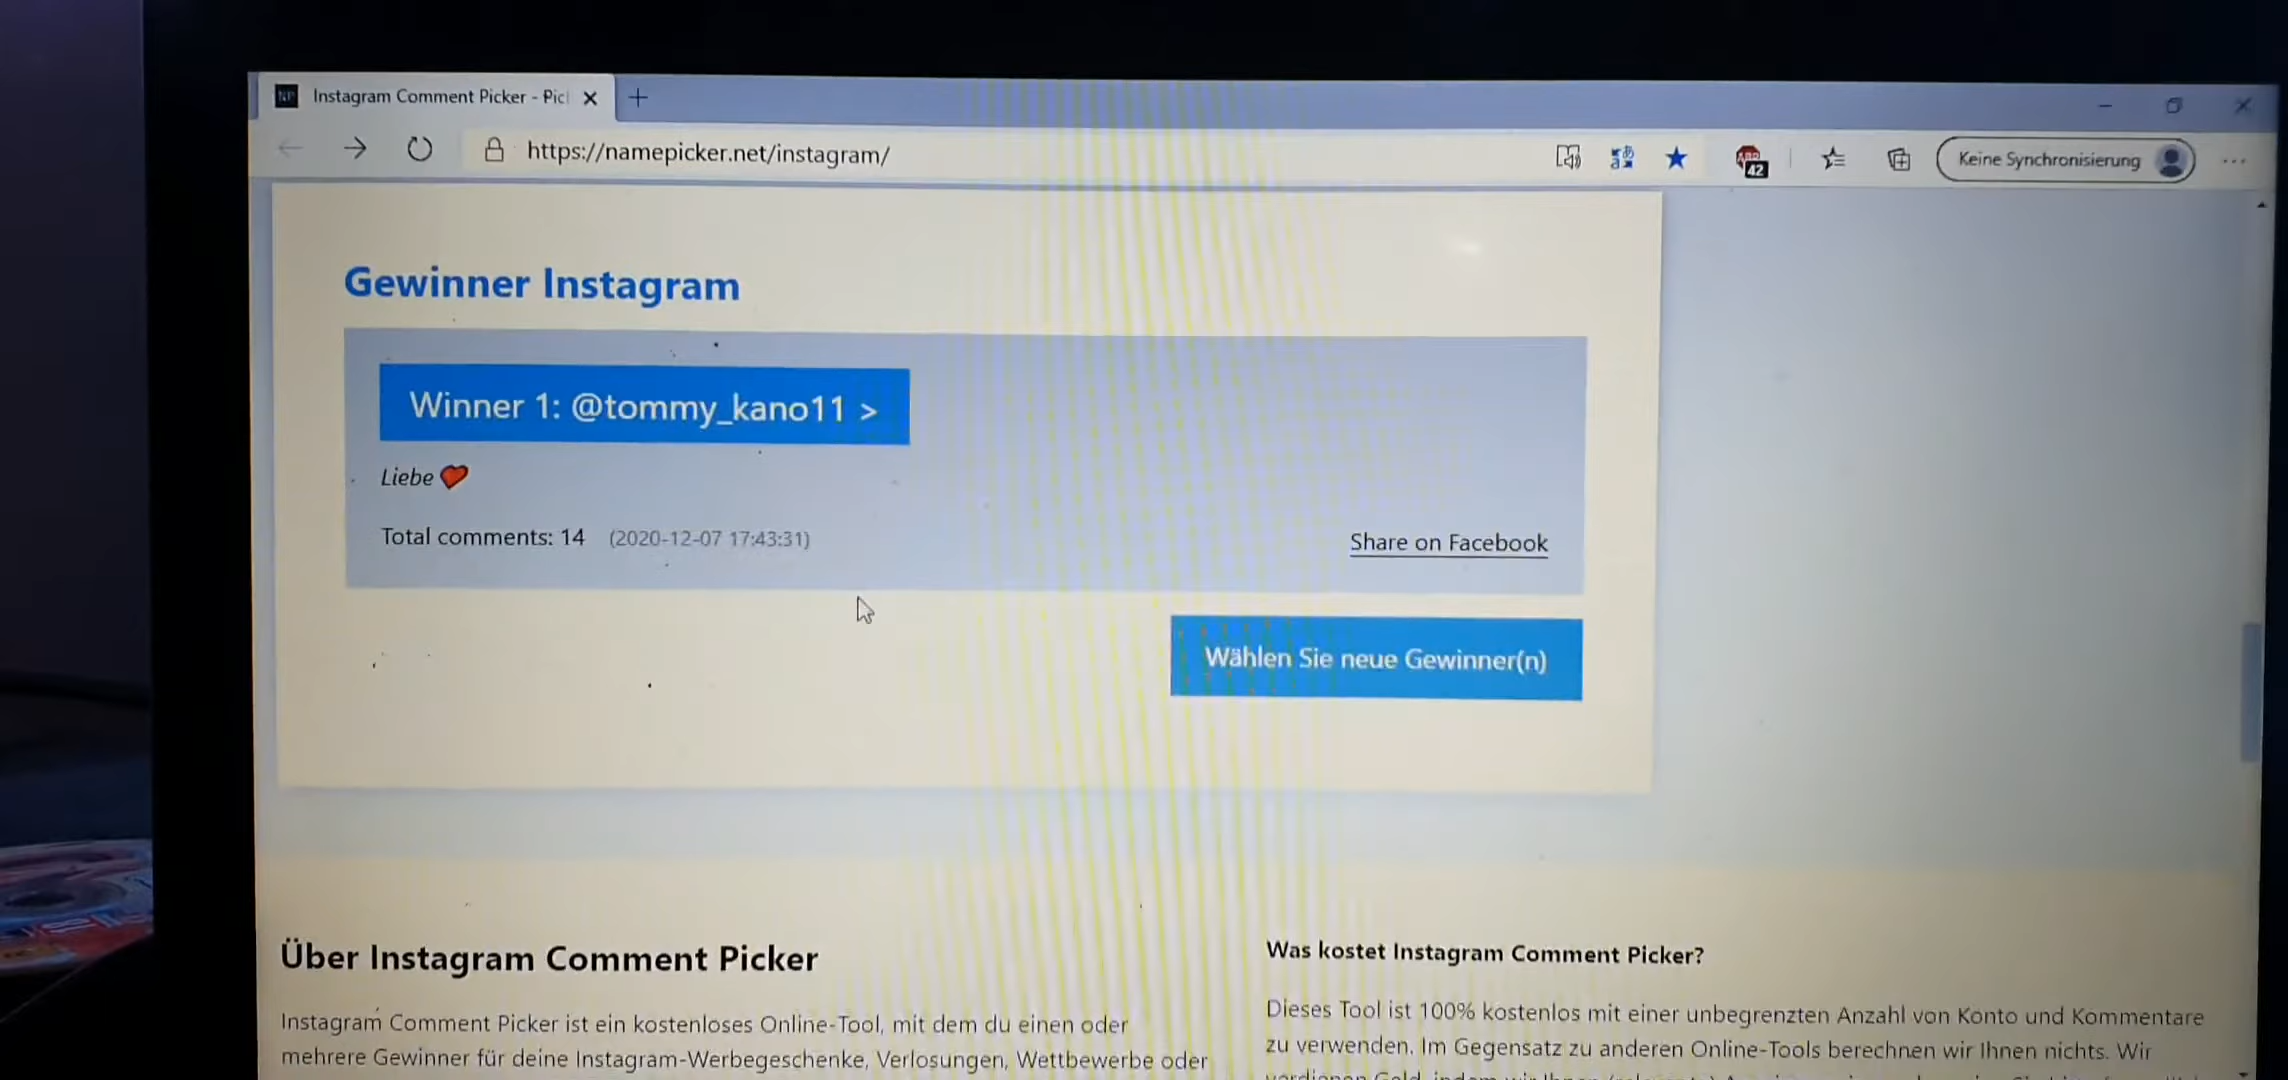 Instagram Comment Picker - Pic
https://namepicker.net/instagram/
42
Keine Synchronisierung
Gewinner Instagram
Winner 1: @tommy_kano11 >
Liebe ❤
Total comments: 14 (2020-12-07 17:43:31)
Share on Facebook
Wählen Sie neue Gewinner(n)
Über Instagram Comment Picker
Instagram Comment Picker ist ein kostenloses Online-Tool, mit dem du einen oder
mehrere Gewinner für deine Instagram-Werbegeschenke, Verlosungen, Wettbewerbe oder
Was kostet Instagram Comment Picker?
Dieses Tool ist 100% kostenlos mit einer unbegrenzten Anzahl von Konto und Kommentare
zu verwenden. Im Gegensatz zu anderen Online-Tools berechnen wir Ihnen nichts. Wir